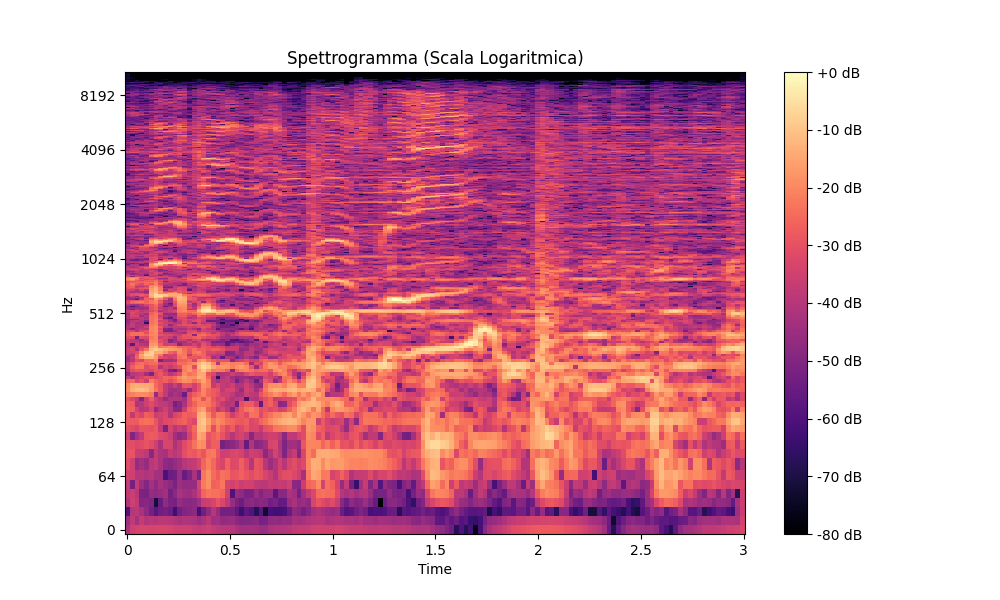 Spettrogramma (Scala Logaritmica)
8192
4096
2048
1024
512
256
128
64
0
Hz
0 0.5 1 1.5 2 2.5 3
Time
+0 dB
-10 dB
-20 dB
-30 dB
-40 dB
-50 dB
-60 dB
-70 dB
-80 dB